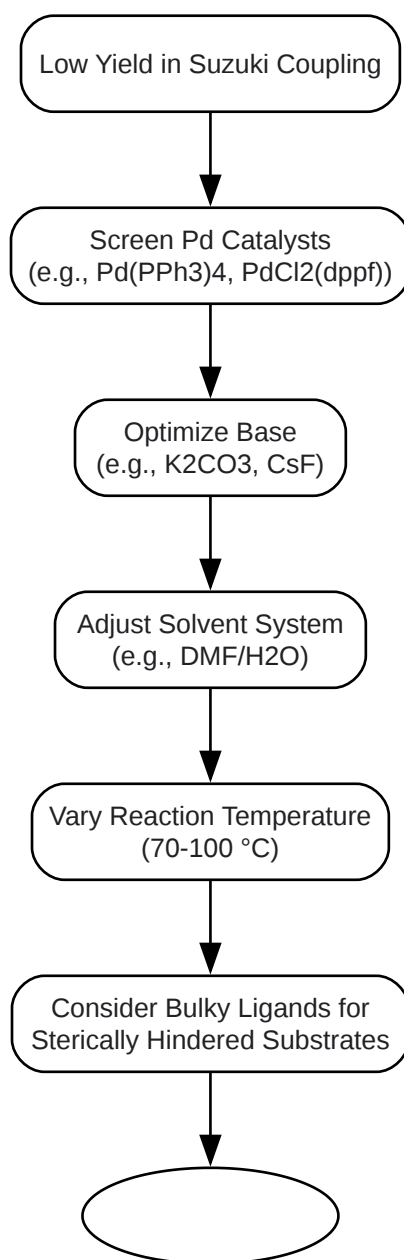 Low Yield in Suzuki Coupling
Screen Pd Catalysts
(e.g., Pd(PPh3)4, PdCl2(dppf))
Optimize Base
(e.g., K2CO3, CsF)
Adjust Solvent System
(e.g., DMF/H2O)
Vary Reaction Temperature
(70-100 °C)
Consider Bulky Ligands for
Sterically Hindered Substrates